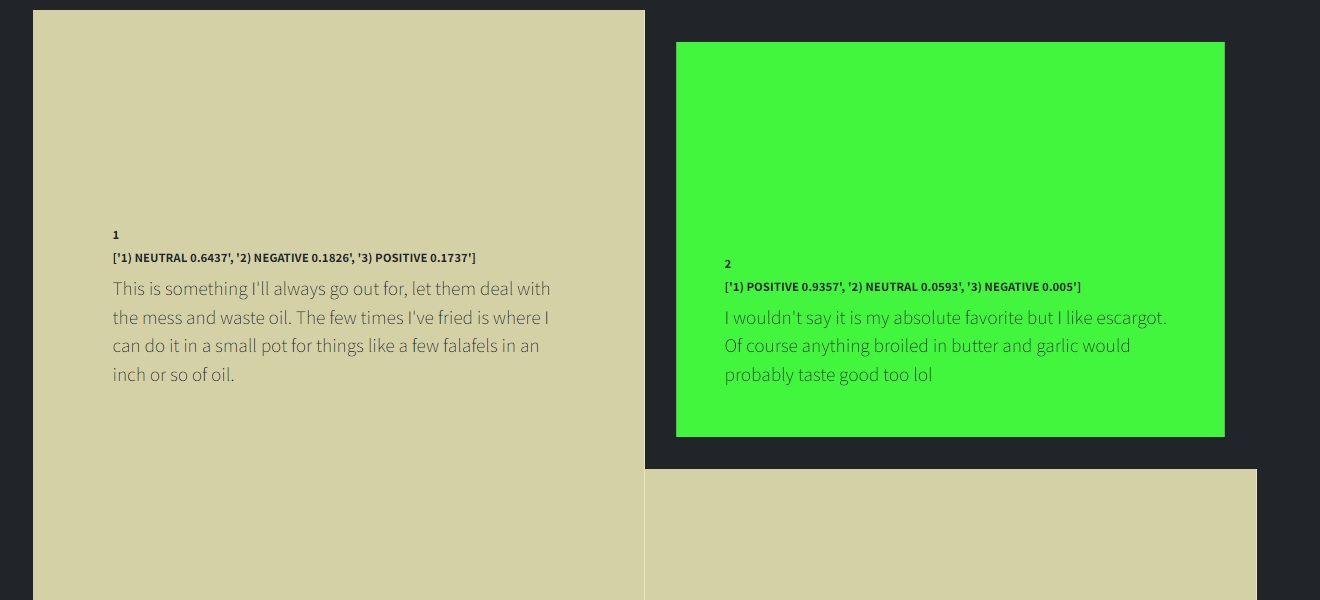 1
['1) NEUTRAL 0.6437', '2) NEGATIVE 0.1826', '3) POSITIVE 0.1737']
This is something I'll always go out for, let them deal with
the mess and waste oil. The few times I've fried is where I
can do it in a small pot for things like a few falafels in an
inch or so of oil.
2
['1) POSITIVE 0.9357', '2) NEUTRAL 0.0593', '3) NEGATIVE 0.005']
I wouldn't say it is my absolute favorite but I like escargot.
Of course anything broiled in butter and garlic would
probably taste good too lol